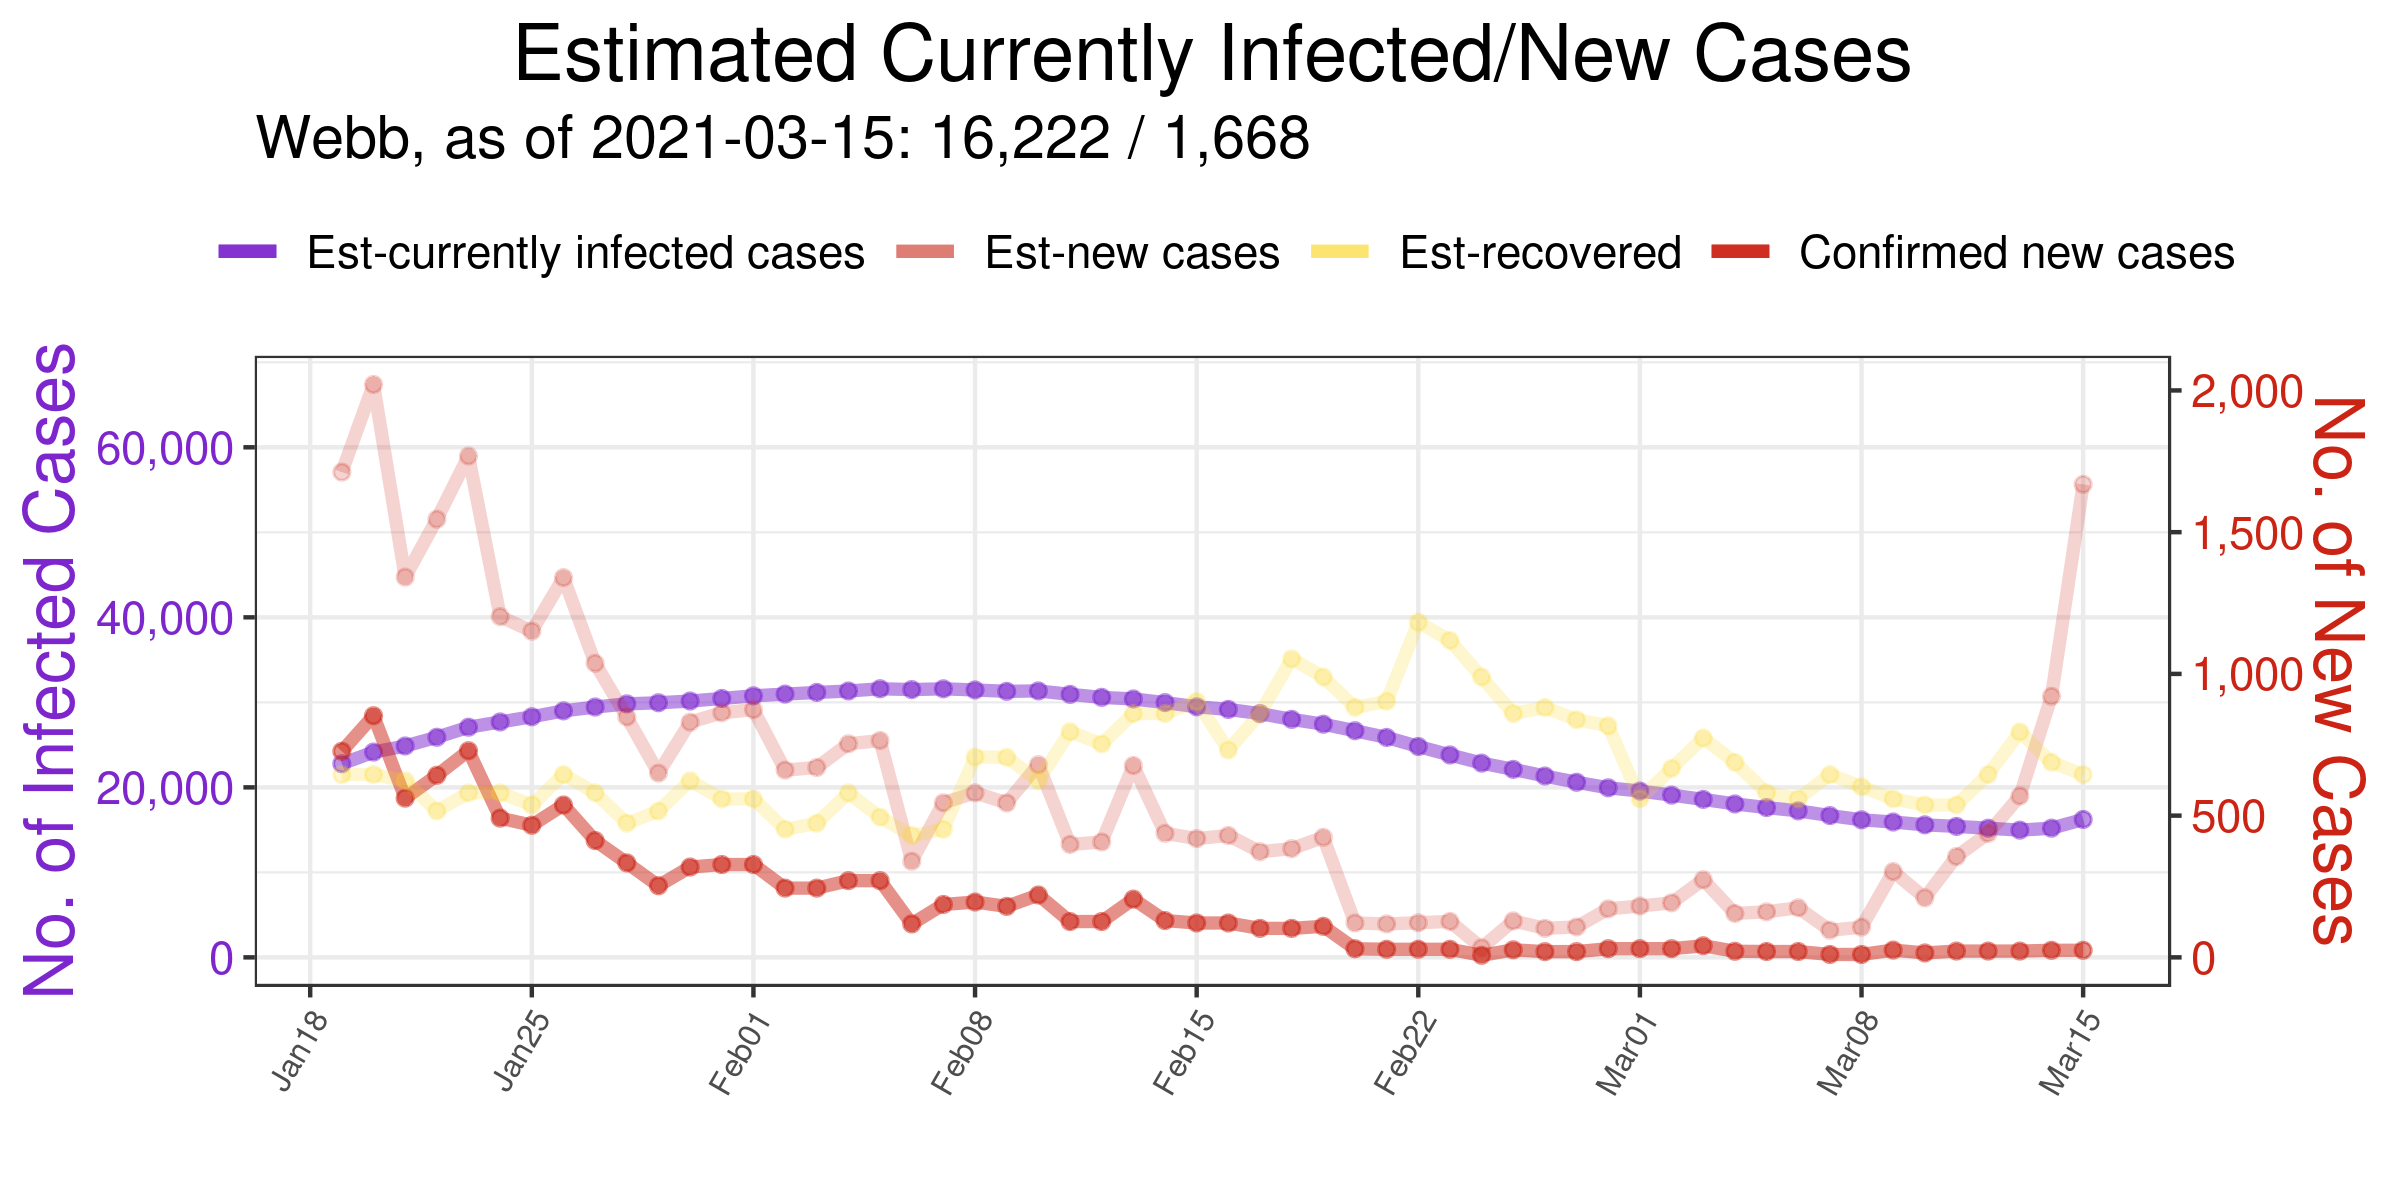 Estimated Currently Infected/New Cases
Webb, as of 2021-03-15: 16,222 / 1,668
Est-currently infected cases Est-new cases Est-recovered Confirmed new cases
No. of Infected Cases
60,000
40,000
20,000
0
2,000
1,500
1,000
500
0
No. of New Cases
Jan18 Jan25 Feb01 Feb08 Feb15 Feb22 Mar01 Mar08 Mar15